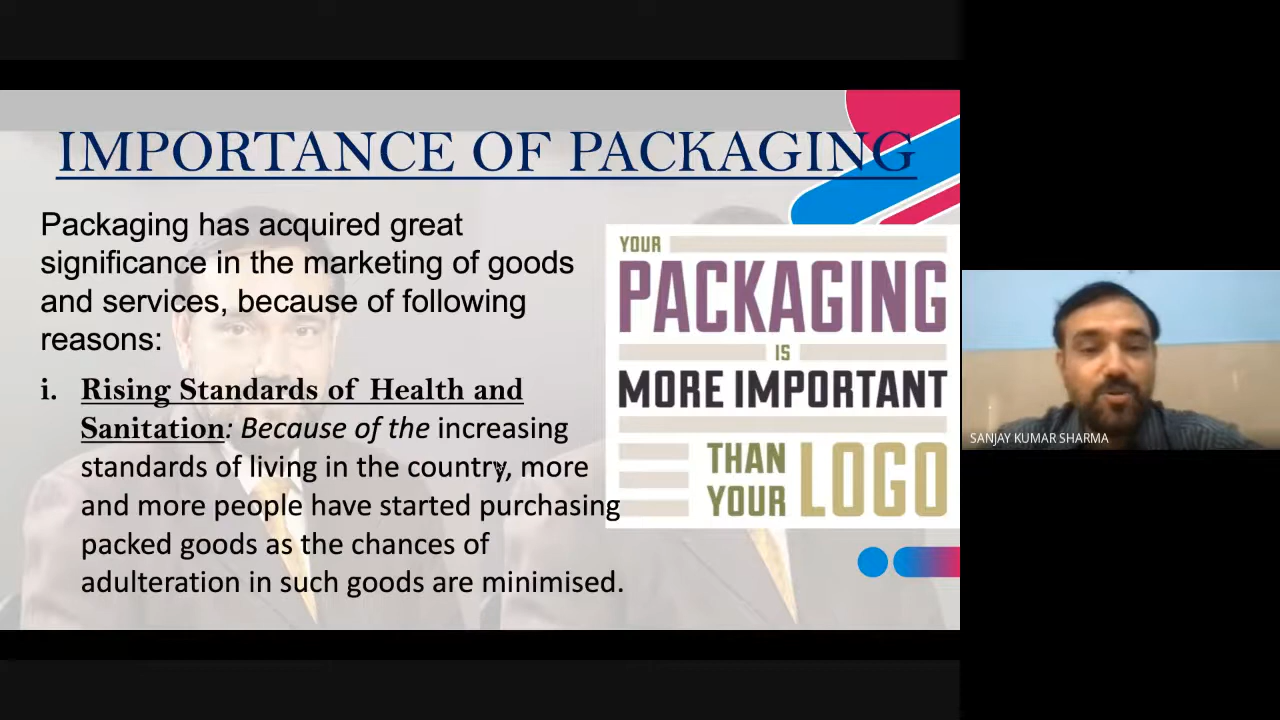 IMPORTANCE OF PACKAGING
Packaging has acquired great
significance in the marketing of goods
and services, because of following
reasons:
i. Rising Standards of Health and
Sanitation: Because of the increasing
standards of living in the country, more
and more people have started purchasing
packed goods as the chances of
adulteration in such goods are minimised.
YOUR
PACKAGING
IS
MORE IMPORTANT
THAN
YOUR LOGO
SANJAY KUMAR SHARMA